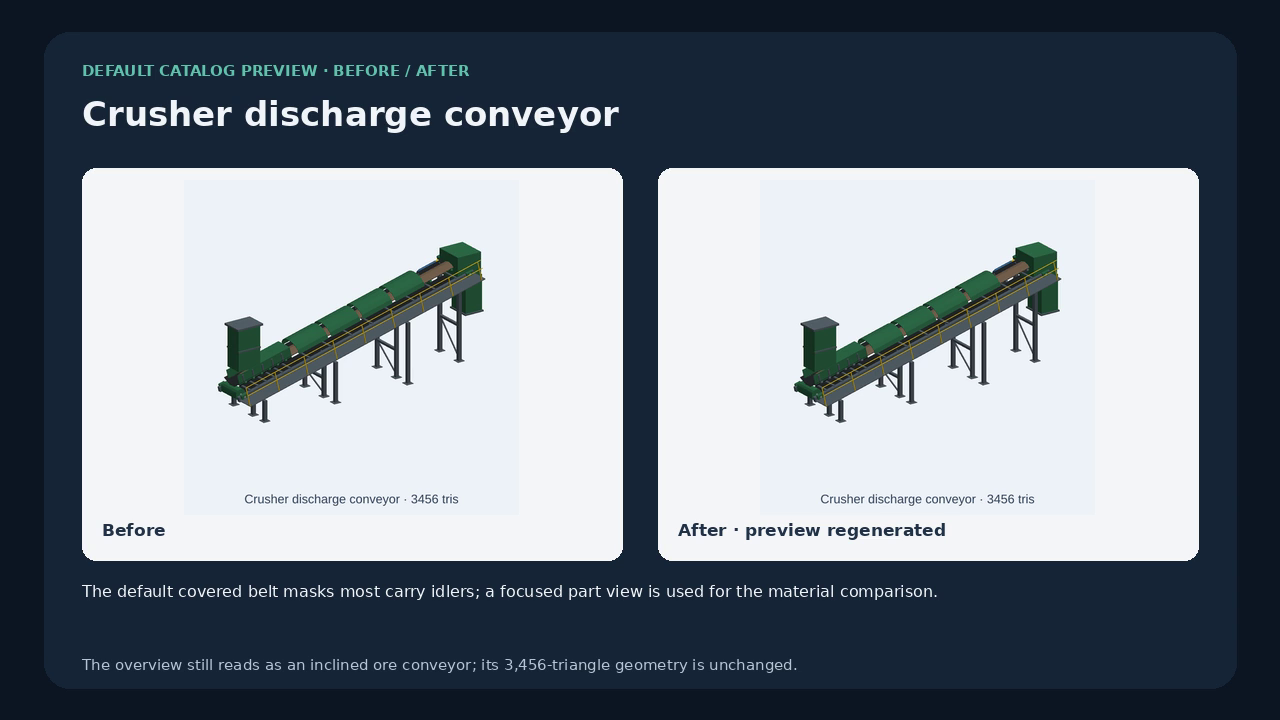 DEFAULT CATALOG PREVIEW · BEFORE / AFTER
Crusher discharge conveyor
Crusher discharge conveyor · 3456 tris
Before
Crusher discharge conveyor · 3456 tris
After · preview regenerated
The default covered belt masks most carry idlers; a focused part view is used for the material comparison.
The overview still reads as an inclined ore conveyor; its 3,456-triangle geometry is unchanged.